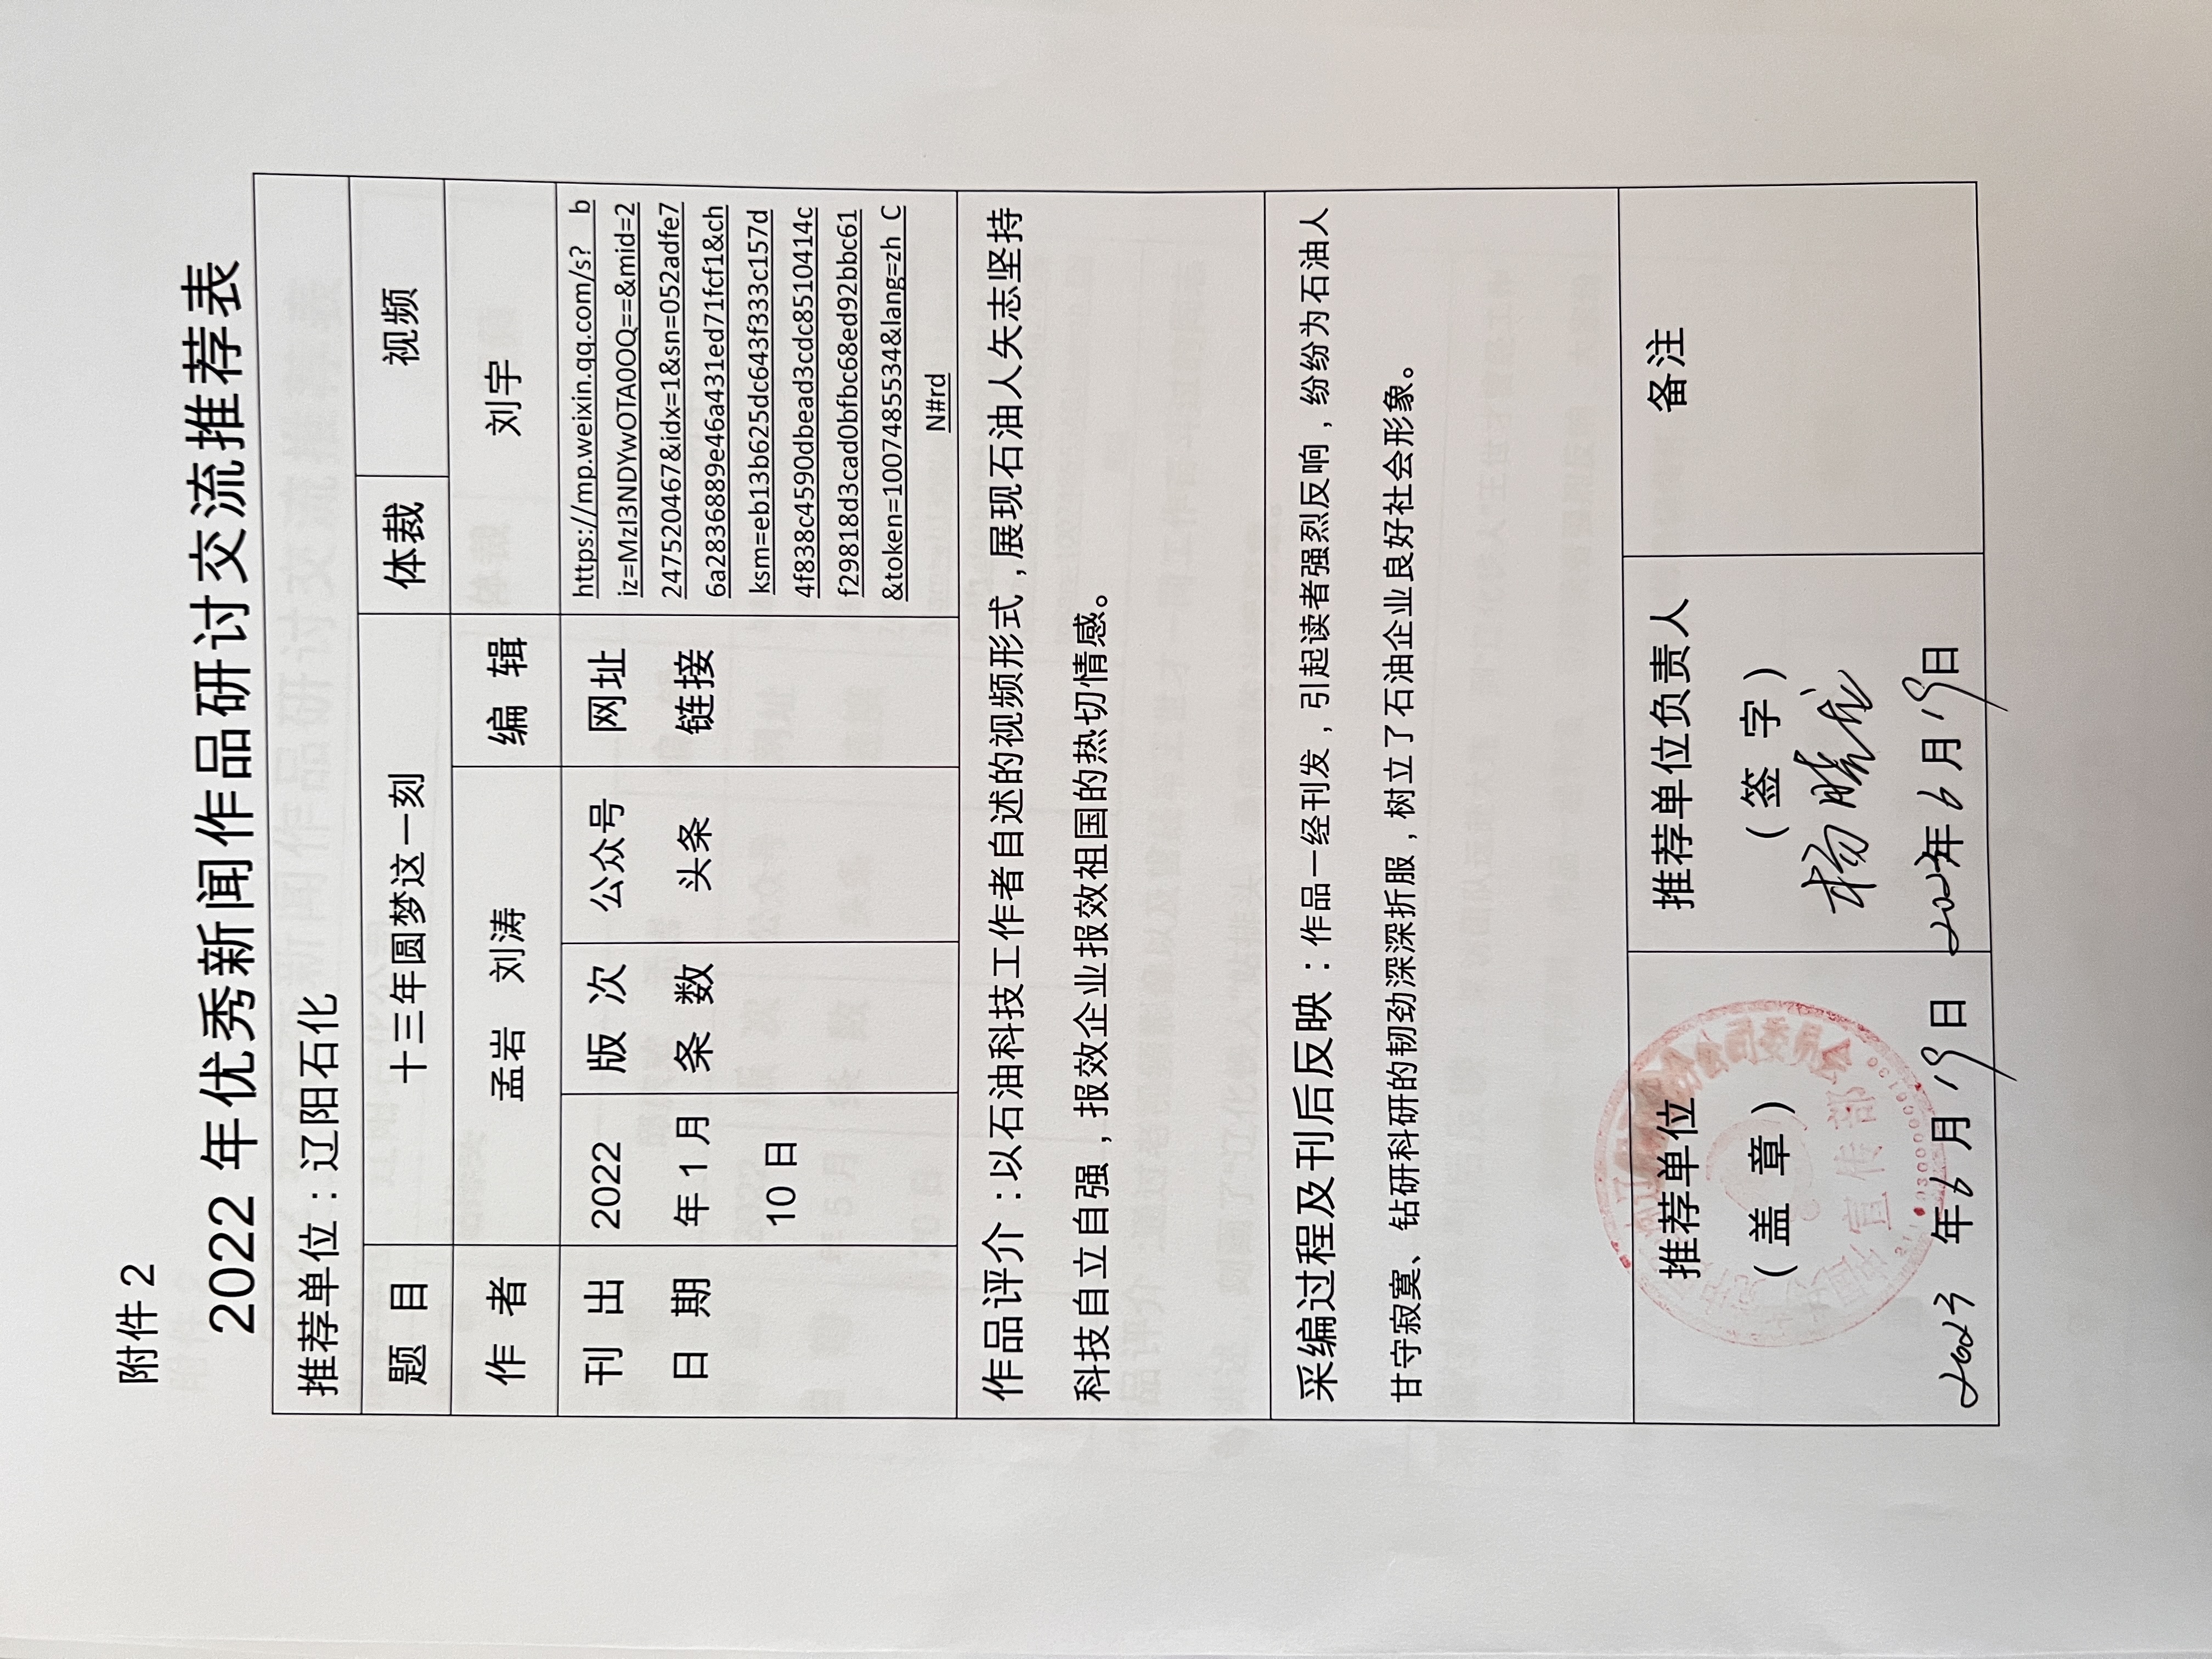 附件 2
2022 年优秀新闻作品研讨交流推荐表
推荐单位：辽阳石化
题 目 十三年圆梦这一刻 体裁 视频
作 者 孟岩 刘涛 编 辑 刘宇
刊 出 2022 版 次 公众号 网址
日 期 年 1 月 条 数 头条 链接
10 日
https://mp.weixin.qq.com/s?__b
iz=MzI3NDYwOTA0OQ==&mid=2
247520467&idx=1&sn=052adfe7
6a2836889e46a431ed71fcf1&ch
ksm=eb13b625dc643f333c157d
4f838c4590dbead3cdc8510414c
f29818d3cad0bfbc68ed92bbc61
&token=1007485534&lang=zh_C
N#rd
作品评介：以石油科技工作者自述的视频形式，展现石油人矢志坚持
科技自立自强，报效企业报效祖国的热切情感。
采编过程及刊后反映：作品一经刊发，引起读者强烈反响，纷纷为石油人
甘守寂寞、钻研科研的韧劲深深折服，树立了石油企业良好社会形象。
推荐单位 推荐单位负责人 备注
（盖 章） （签 字）
宣传部
2023 年 6 月 19 日 2023年 6 月 19日